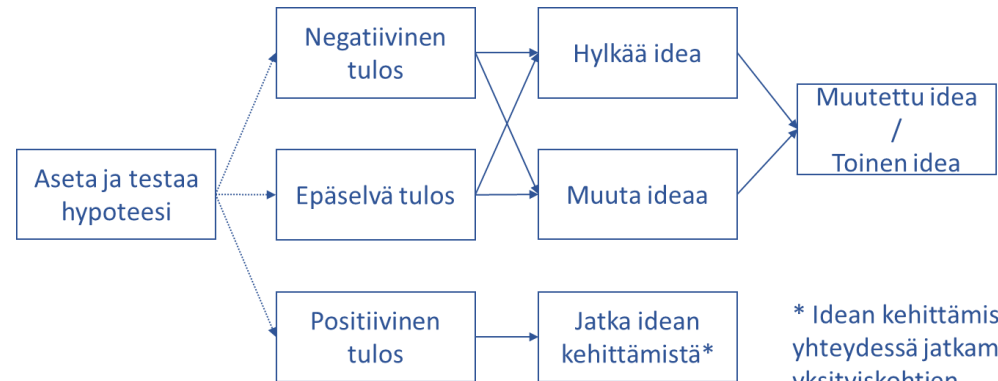 Aseta ja testaa
hypoteesi
Negatiivinen
tulos
Epäselvä tulos
Positiivinen
tulos
Hylkää idea
Muuta ideaa
Jatka idean
kehittämistä*
Muutettu idea
/
Toinen idea
* Idean kehittämis
yhteydessä jatkam
yksityiskohtien